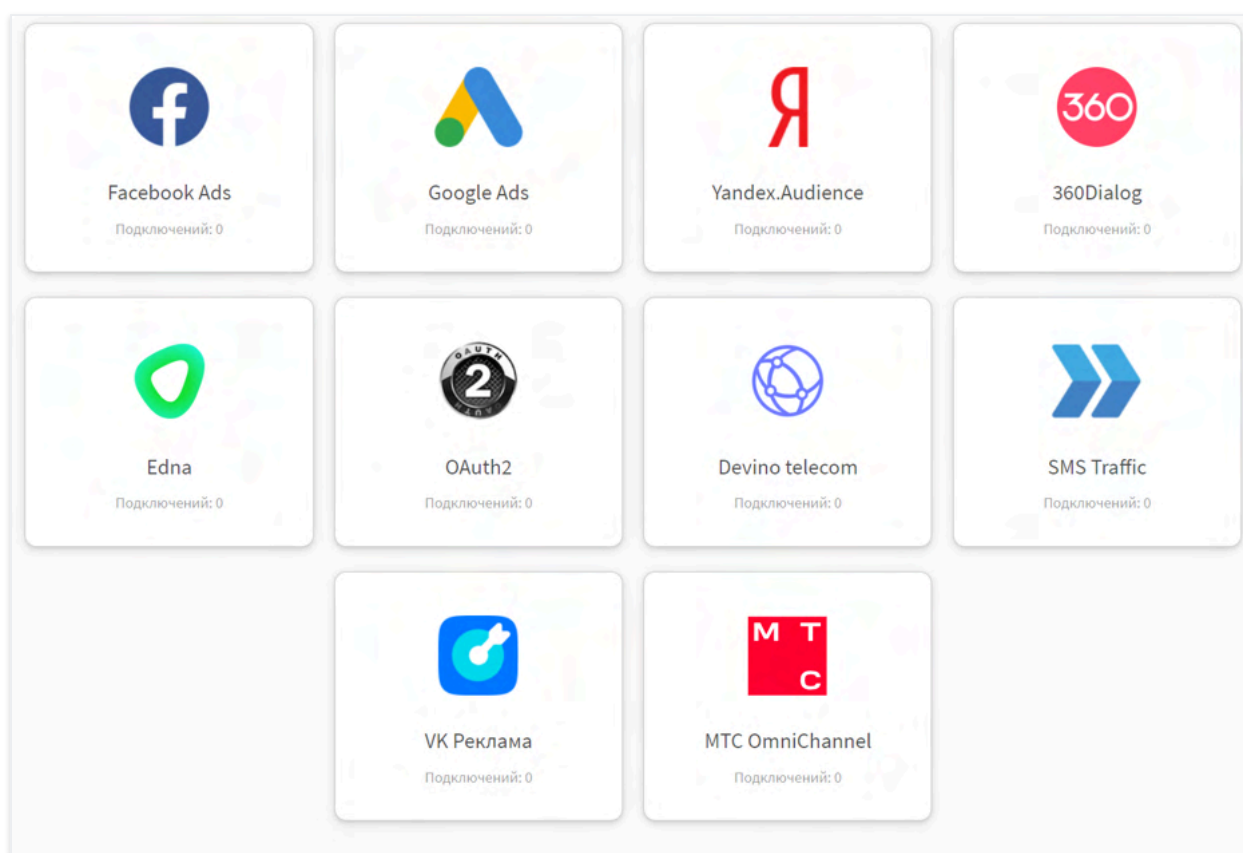 360
Facebook Ads
Google Ads
Yandex.Audience
360Dialog
Подключений: 0
Подключений: 0
Подключений: 0
Подключений: 0
OAUTH
2
OAUTH
Edna
OAuth2
Devino telecom
SMS Traffic
Подключений: 0
Подключений: 0
Подключений: 0
Подключений: 0
М Т
С
VK Реклама
МТС OmniChannel
Подключений: 0
Подключений: 0